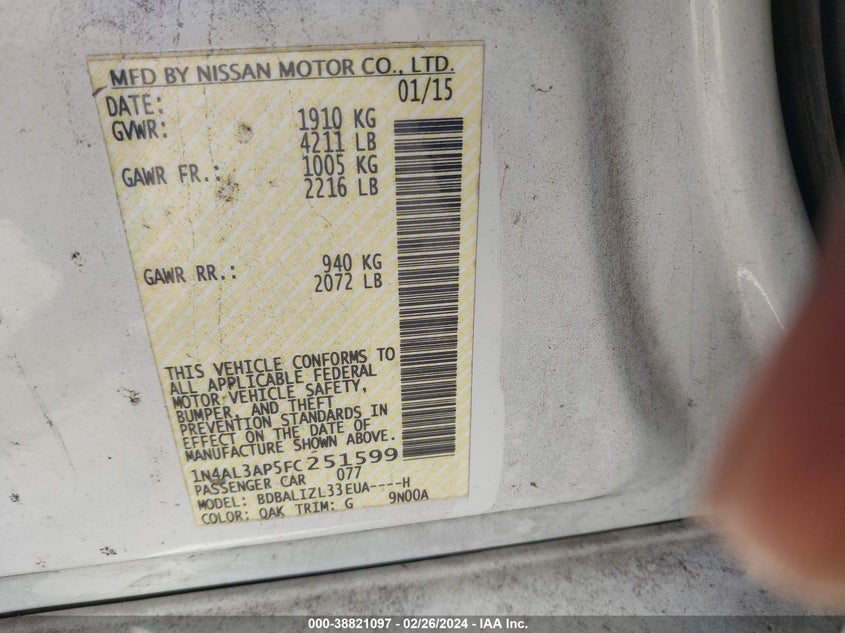 MFD BY NISSAN MOTOR CO., LTD.
DATE: 01/15
GVWR: 1910 KG
4211 LB
GAWR FR.: 1005 KG
2216 LB
GAWR RR.: 940 KG
2072 LB
THIS VEHICLE CONFORMS TO
ALL APPLICABLE FEDERAL
MOTOR VEHICLE SAFETY,
BUMPER, AND THEFT
PREVENTION STANDARDS IN
EFFECT ON THE DATE OF
MANUFACTURE SHOWN ABOVE.
1N4AL3AP5FC251599
PASSENGER CAR 077
MODEL: BDBALIZL33EUA----H
COLOR: QAK TRIM: G 9N00A
000-38821097 - 02/26/2024 - IAA Inc.